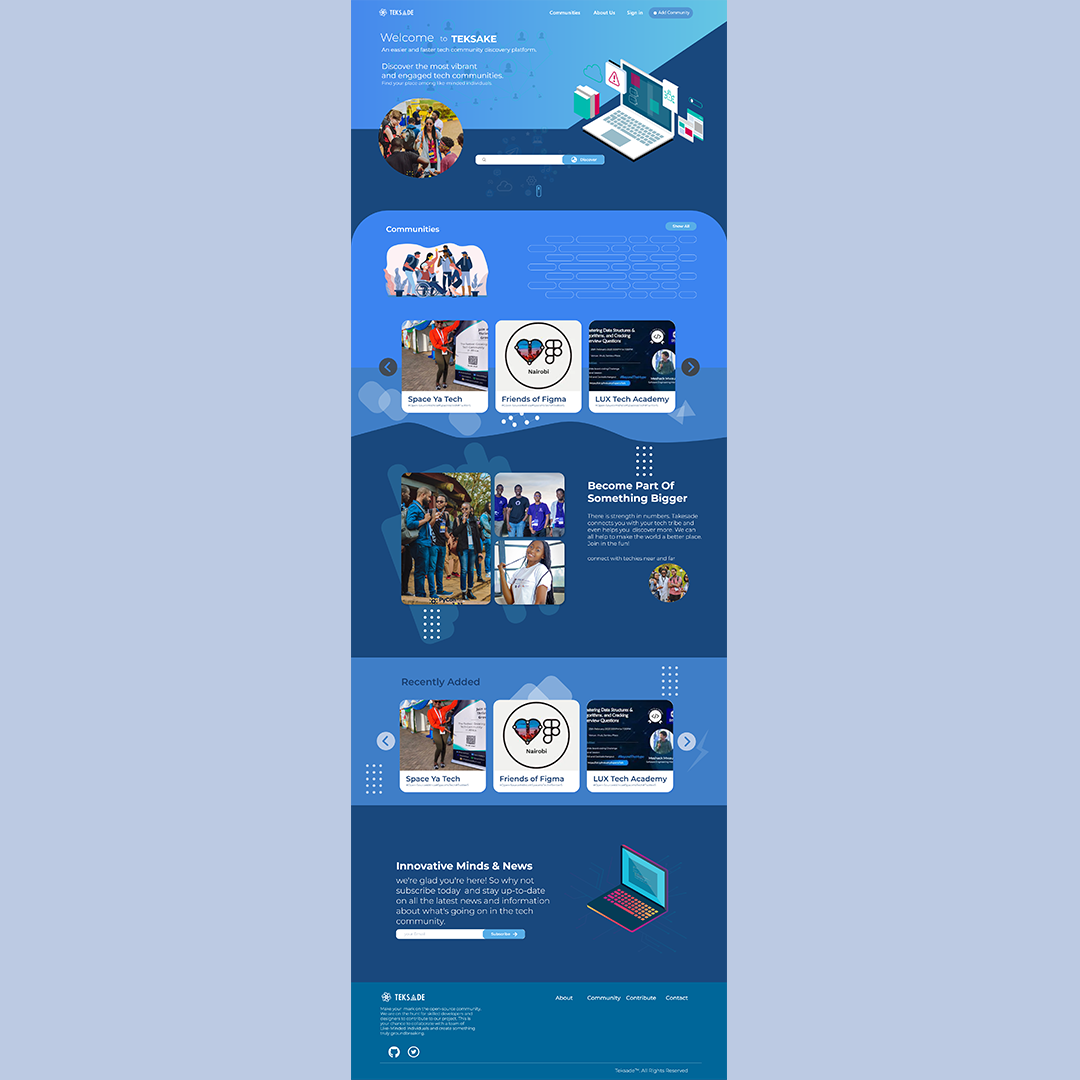 TEKSADE
Communities About Us Sign in Add Community
Welcome to TEKSAKE
An easier and faster tech community discovery platform.
Discover the most vibrant
and engaged tech communities.
Find your place among like-minded individuals.
Discover
Communities
Show All
Nairobi
Mastering Data Structures &
Algorithms, and Cracking
Interview Questions
Space Ya Tech
Friends of Figma
LUX Tech Academy
Become Part Of
Something Bigger
There is strength in numbers. Takesade
connects you with your tech tribe and
even helps you discover more. We can
all help to make the world a better place.
Join in the fun!
connect with techies near and far
Recently Added
Nairobi
Space Ya Tech
Friends of Figma
LUX Tech Academy
Innovative Minds & News
we're glad you're here! So why not
subscribe today and stay up-to-date
on all the latest news and information
about what's going on in the tech
community.
Subscribe
TEKSADE
About Community Contribute Contact
Make your mark on the open-source community.
We are on the hunt for skilled developers and
designers to contribute to our project. This is
your chance to collaborate with a team of
Like-Minded individuals and create something
truly groundbreaking.
Teksade™. All Rights Reserved